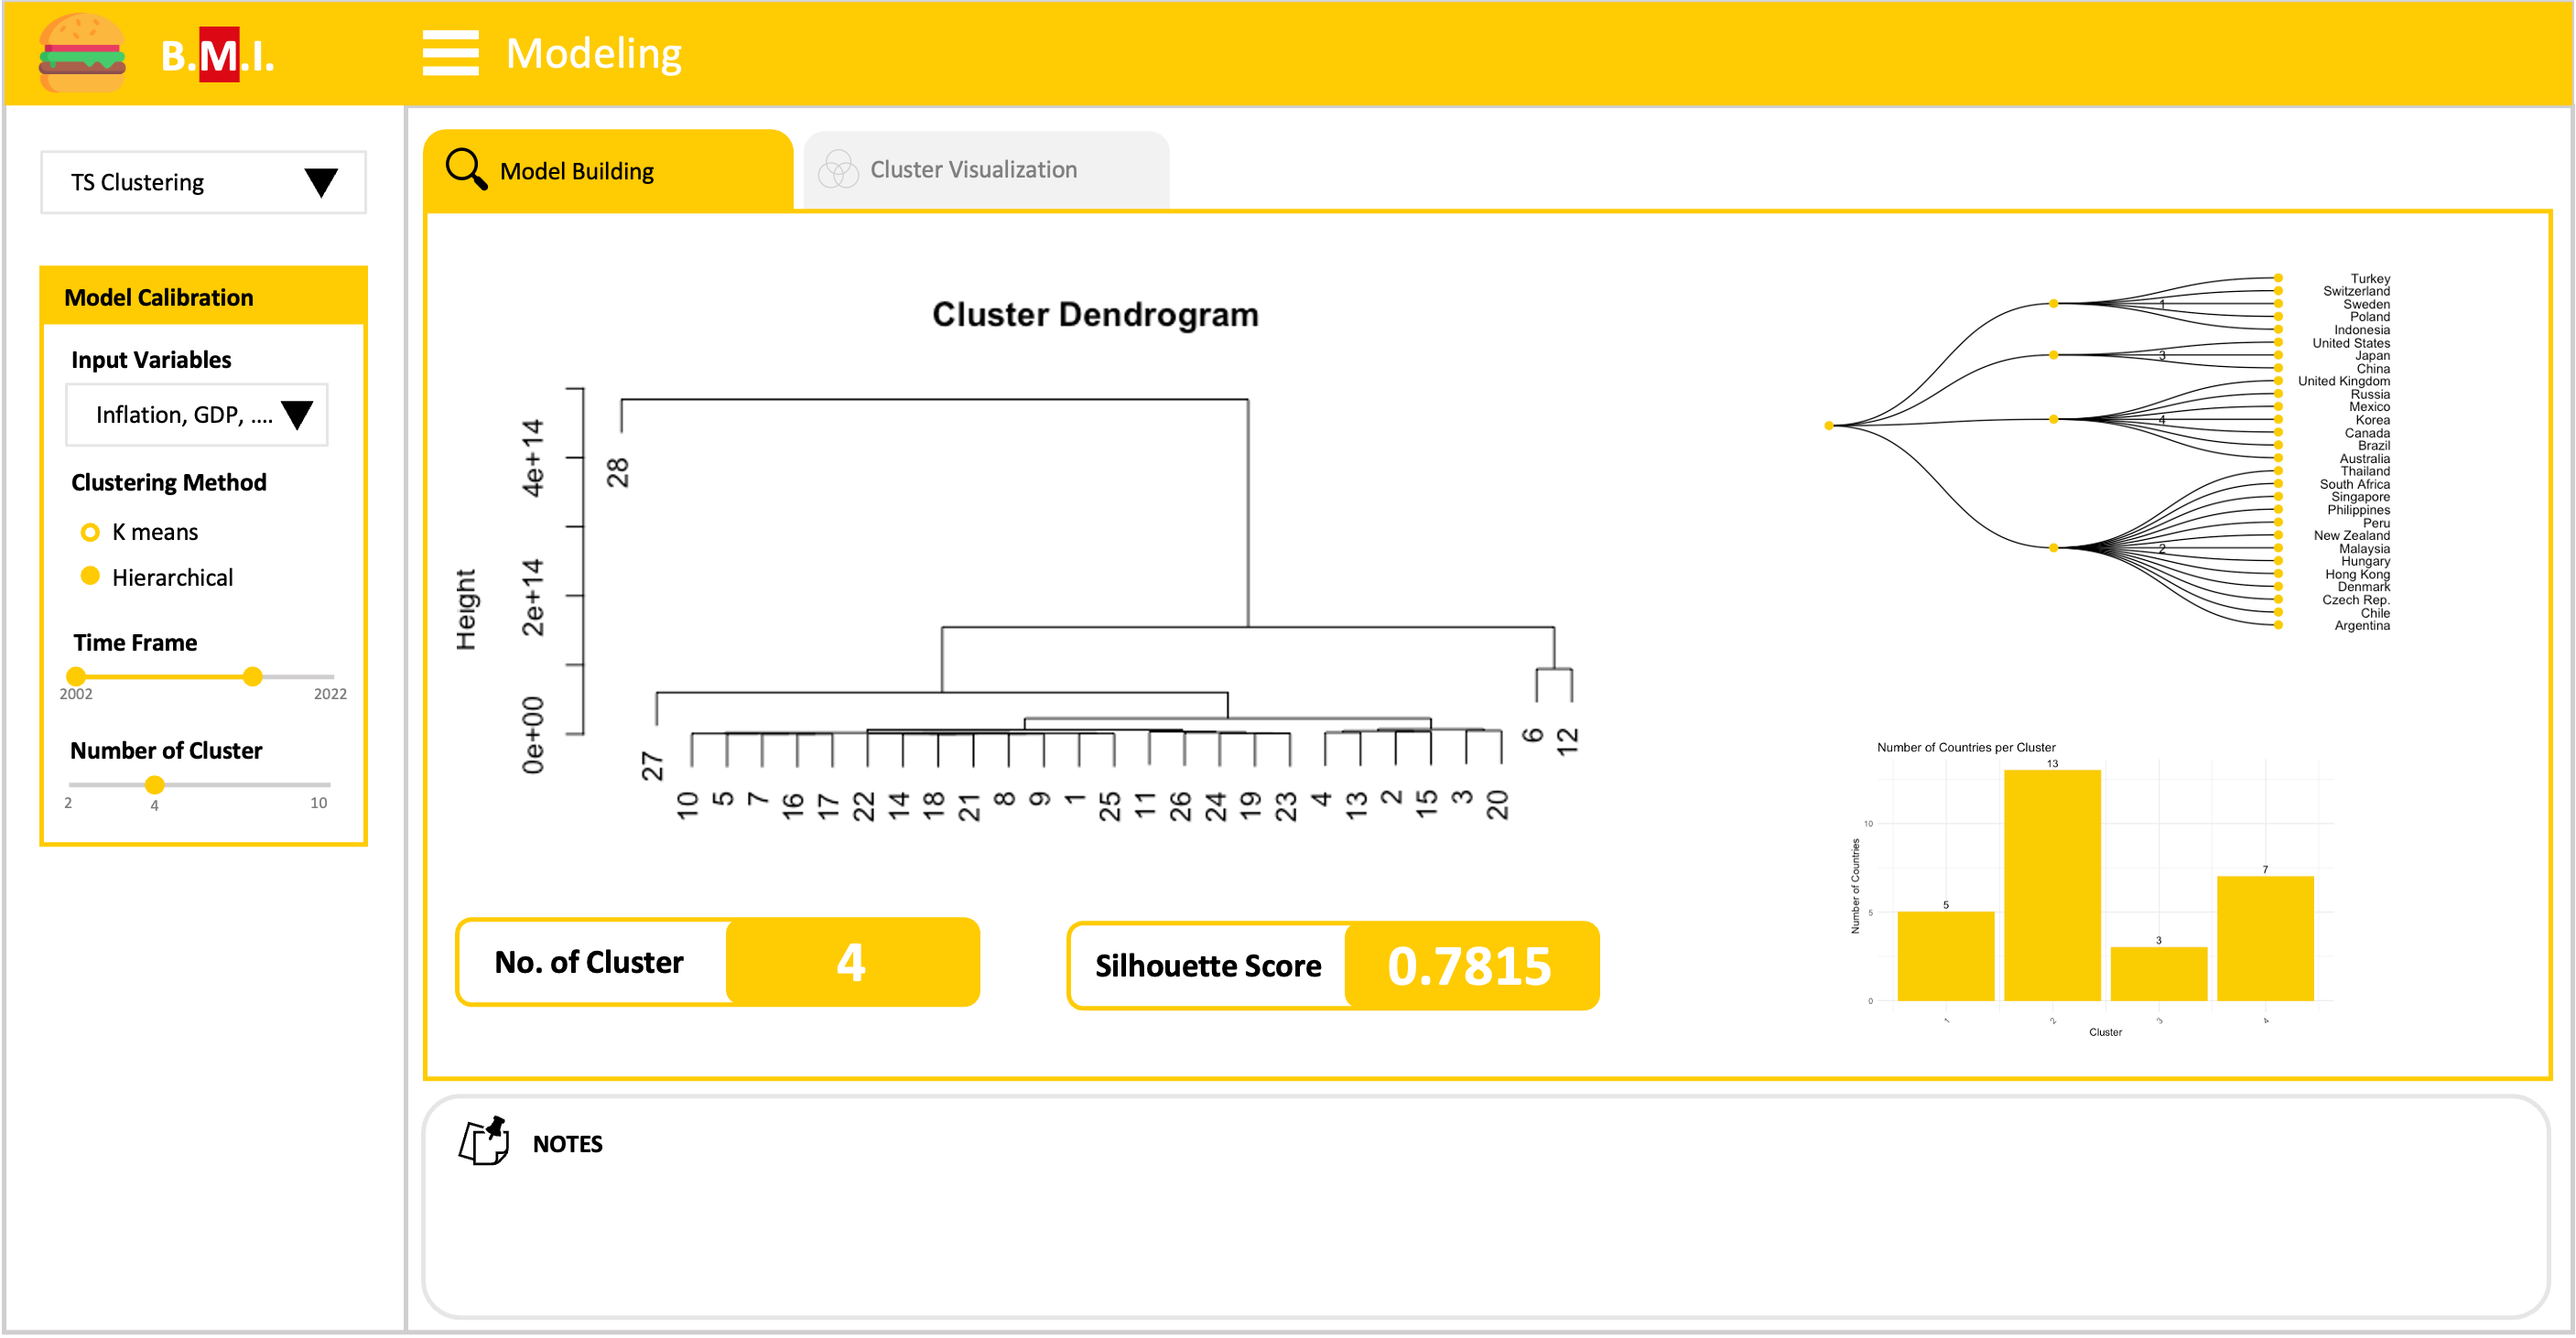 B.M.I.
Modeling
TS Clustering
Model Calibration
Input Variables
Inflation, GDP, ....
Clustering Method
K means
Hierarchical
Time Frame
2002 2022
Number of Cluster
2 4 10
Model Building
Cluster Visualization
Cluster Dendrogram
Height
0e+00 2e+14 4e+14
28
27
10 5 7 16 17 22 14 18 21 8 9 1 25 11 26 24 19 23 4 13 2 15 3 20
6 12
No. of Cluster 4
Silhouette Score 0.7815
1
3
4
2
Turkey
Switzerland
Sweden
Poland
Indonesia
United States
Japan
China
United Kingdom
Russia
Mexico
Korea
Canada
Brazil
Australia
Thailand
South Africa
Singapore
Philippines
Peru
New Zealand
Malaysia
Hungary
Hong Kong
Denmark
Czech Rep.
Chile
Argentina
Number of Countries per Cluster
Number of Countries
10
5
0
5
13
3
7
1 2 3 4
Cluster
NOTES